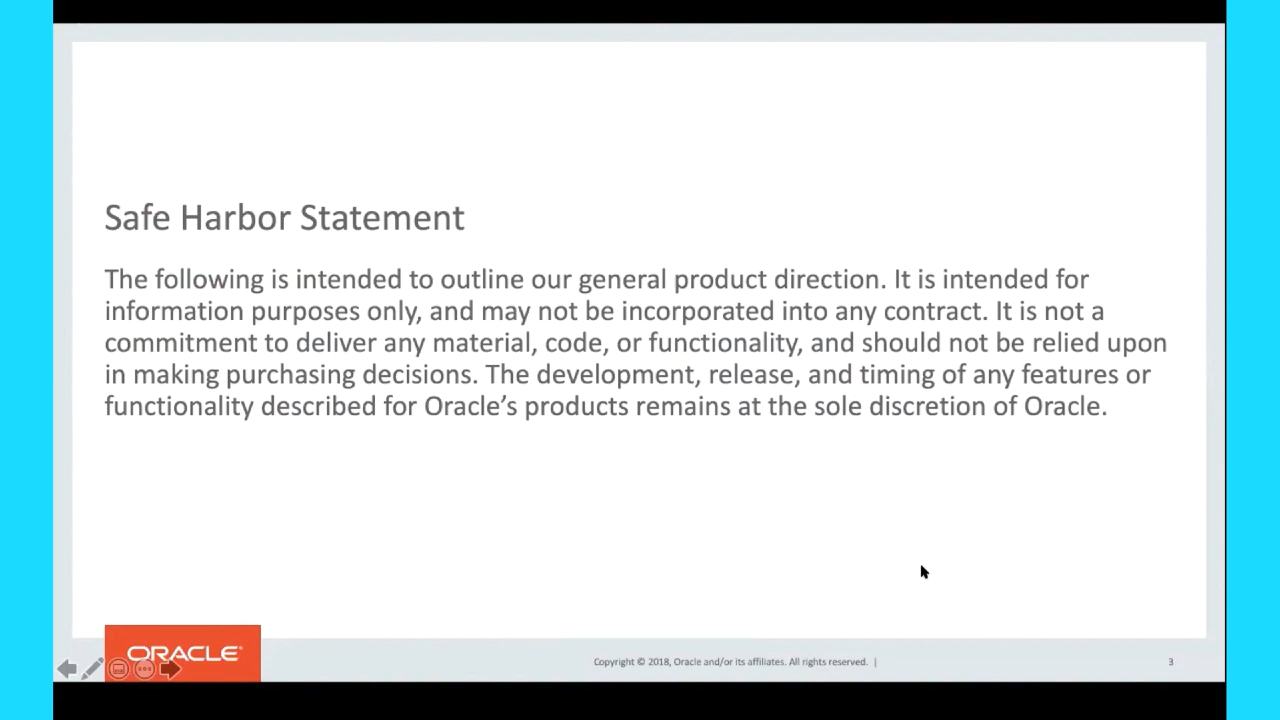 Safe Harbor Statement
The following is intended to outline our general product direction. It is intended for
information purposes only, and may not be incorporated into any contract. It is not a
commitment to deliver any material, code, or functionality, and should not be relied upon
in making purchasing decisions. The development, release, and timing of any features or
functionality described for Oracle’s products remains at the sole discretion of Oracle.
ORACLE®
Copyright © 2018, Oracle and/or its affiliates. All rights reserved. |
3